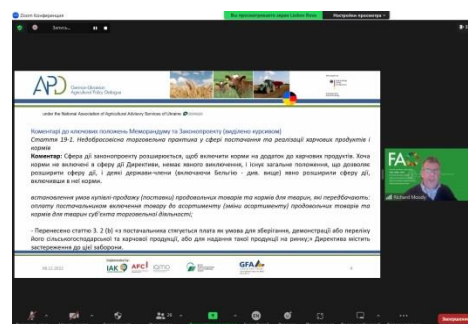 Zoom Конференция
Вы просматриваете экран
Настройки просмотра
Запись...
APD
German-Ukrainian
Agricultural Policy Dialogue
under the National Association of Agricultural Advisory Services of Ukraine
Коментарі до ключових положень Меморандуму та Законопроекту (виділено курсивом)
Стаття 19-1. Недобросовісна торговельна практика у сфері постачання та реалізації харчових продуктів і
кормів
Коментар: Сфера дії законопроекту розширюється, щоб включити корми на додаток до харчових продуктів. Хоча
корми не включені в сферу дії Директиви, немає явного виключення, і існує загальне положення, що дозволяє
розширити сферу дії, і деякі держави-члени (включаючи Бельгію - див. вище) явно розширили сферу дії,
включивши в неї корми.
встановлення умов купівлі-продажу (поставки) продовольчих товарів та кормів для тварин, які передбачають:
оплату постачальником включення товару до асортименту (зміни асортименту) продовольчих товарів та
кормів для тварин суб'єкта торговельної діяльності;
- Перенесено статтю 3. 2 (b) «з постачальника стягується плата як умова для зберігання, демонстрації або переліку
його сільськогосподарської та харчової продукції, або для надання такої продукції на ринку;» Директива містить
застереження до цієї заборони.
IAK
AFC
iamo
GFA
FA
Richard Moody
Завершение